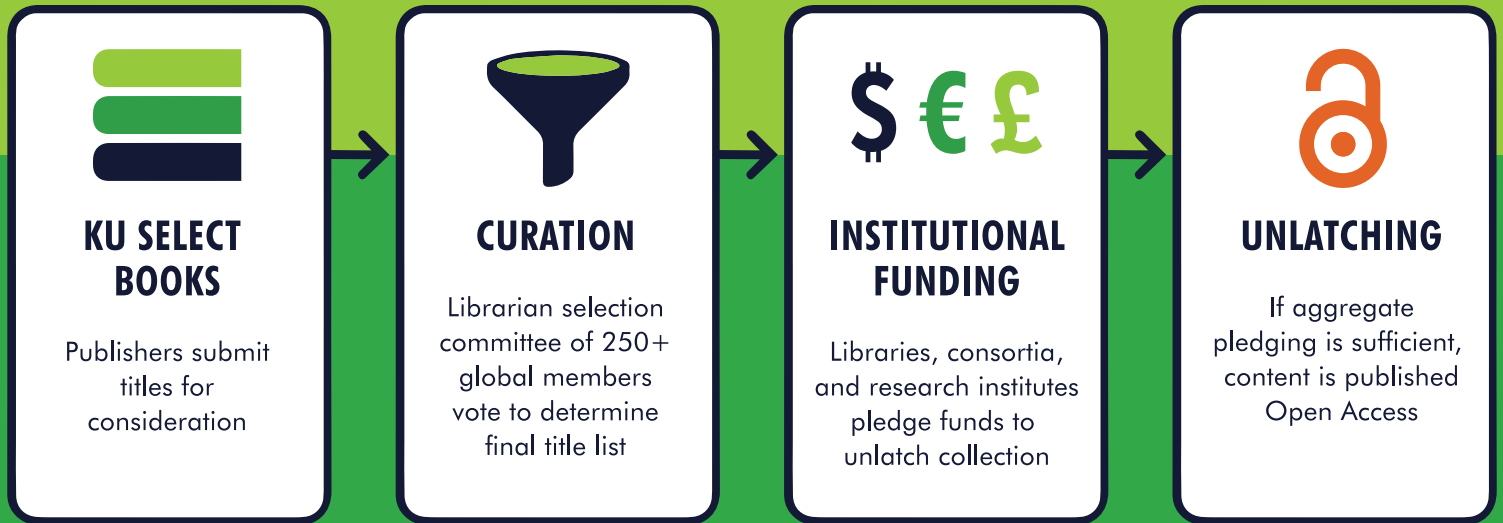 $ € £
KU SELECT
BOOKS
Publishers submit
titles for
consideration
CURATION
Librarian selection
committee of 250+
global members
vote to determine
final title list
INSTITUTIONAL
FUNDING
Libraries, consortia,
and research institutes
pledge funds to
unlatch collection
UNLATCHING
If aggregate
pledging is sufficient,
content is published
Open Access